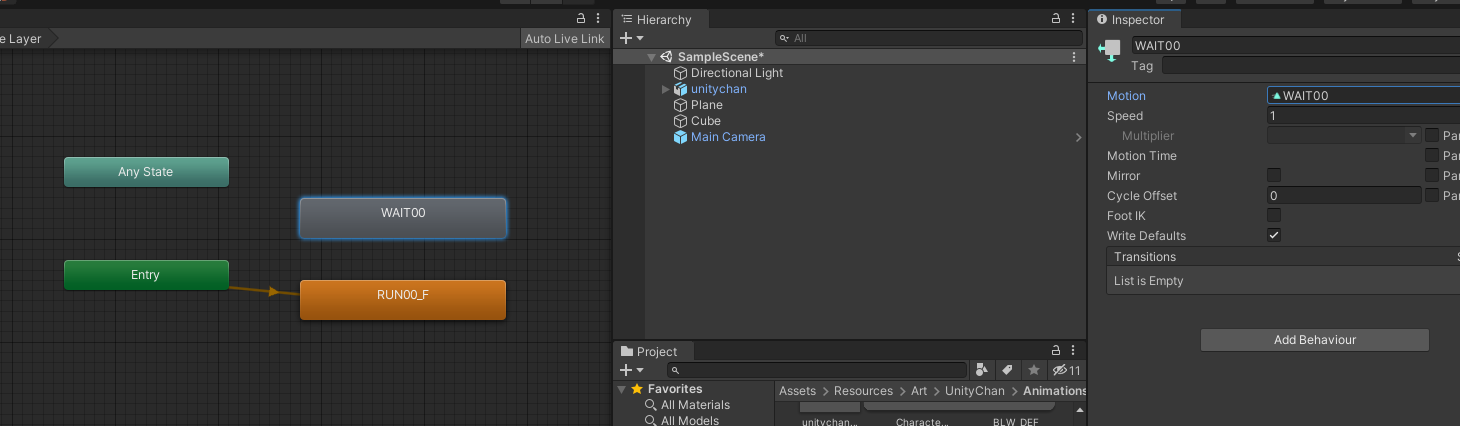 e Layer
Auto Live Link
Any State
WAIT00
Entry
RUN00_F
Hierarchy
All
SampleScene*
Directional Light
unitychan
Plane
Cube
Main Camera
Project
11
Favorites
All Materials
All Models
Assets > Resources > Art > UnityChan > Animations
unitychan...
Characte...
BLW_DEF
Inspector
WAIT00
Tag
Motion
WAIT00
Speed
1
Multiplier
Par
Motion Time
Par
Mirror
Par
Cycle Offset
0
Par
Foot IK
Write Defaults
Transitions
List is Empty
Add Behaviour